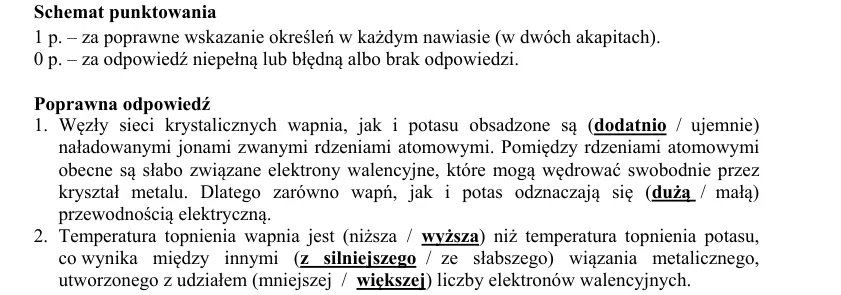 Schemat punktowania
1 p. – za poprawne wskazanie określeń w każdym nawiasie (w dwóch akapitach).
0 p. – za odpowiedź niepełną lub błędną albo brak odpowiedzi.
Poprawna odpowiedź
1. Węzły sieci krystalicznych wapnia, jak i potasu obsadzone są (dodatnio / ujemnie)
naładowanymi jonami zwanymi rdzeniami atomowymi. Pomiędzy rdzeniami atomowymi
obecne są słabo związane elektrony walencyjne, które mogą wędrować swobodnie przez
kryształ metalu. Dlatego zarówno wapń, jak i potas odznaczają się (dużą / małą)
przewodnością elektryczną.
2. Temperatura topnienia wapnia jest (niższa / wyższa) niż temperatura topnienia potasu,
co wynika między innymi (z silniejszego / ze słabszego) wiązania metalicznego,
utworzonego z udziałem (mniejszej / większej) liczby elektronów walencyjnych.